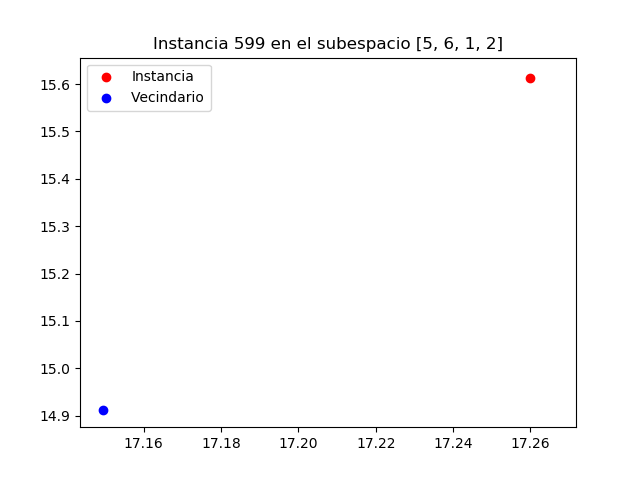 Instancia 599 en el subespacio [5, 6, 1, 2]
Instancia
Vecindario
15.6
15.5
15.4
15.3
15.2
15.1
15.0
14.9
17.16 17.18 17.20 17.22 17.24 17.26